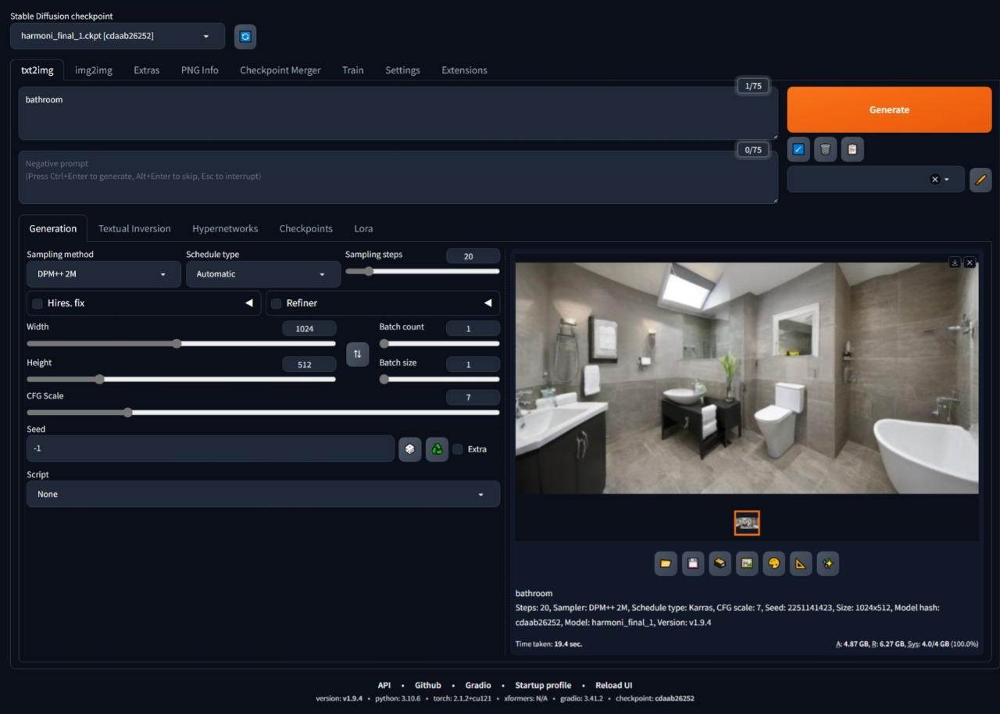 Stable Diffusion checkpoint
harmoni_final_1.ckpt [cdaab26252]
txt2img img2img Extras PNG Info Checkpoint Merger Train Settings Extensions
1/75
bathroom
Generate
0/75
Negative prompt
(Press Ctrl+Enter to generate, Alt+Enter to skip, Esc to interrupt)
Generation Textual Inversion Hypernetworks Checkpoints Lora
Sampling method Schedule type Sampling steps 20
DPM++ 2M Automatic
Hires. fix Refiner
Width 1024 Batch count 1
Height 512 Batch size 1
CFG Scale 7
Seed
-1 Extra
Script
None
bathroom
Steps: 20, Sampler: DPM++ 2M, Schedule type: Karras, CFG scale: 7, Seed: 2251141423, Size: 1024x512, Model hash:
cdaab26252, Model: harmoni_final_1, Version: v1.9.4
Time taken: 19.4 sec. A: 4.87 GB, R: 6.27 GB, Sys: 4.0/4 GB (100.0%)
API • Github • Gradio • Startup profile • Reload UI
version: v1.9.4 • python: 3.10.6 • torch: 2.1.2+cu121 • xformers: N/A • gradio: 3.41.2 • checkpoint: cdaab26252